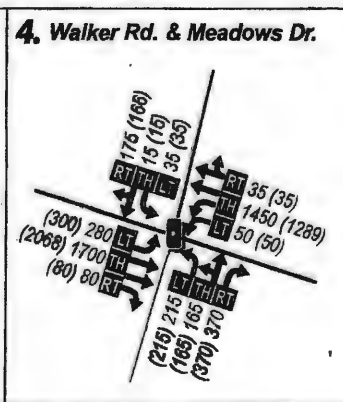 4. Walker Rd. & Meadows Dr.
175 (166)
15 (15)
35 (35)
RT TH LT
RT 35 (35)
TH 1450 (1289)
LT 50 (50)
(300) 280 LT
(2068) 1700 TH
(80) 80 RT
LT TH RT
(215) 215
(165) 165
(370) 370